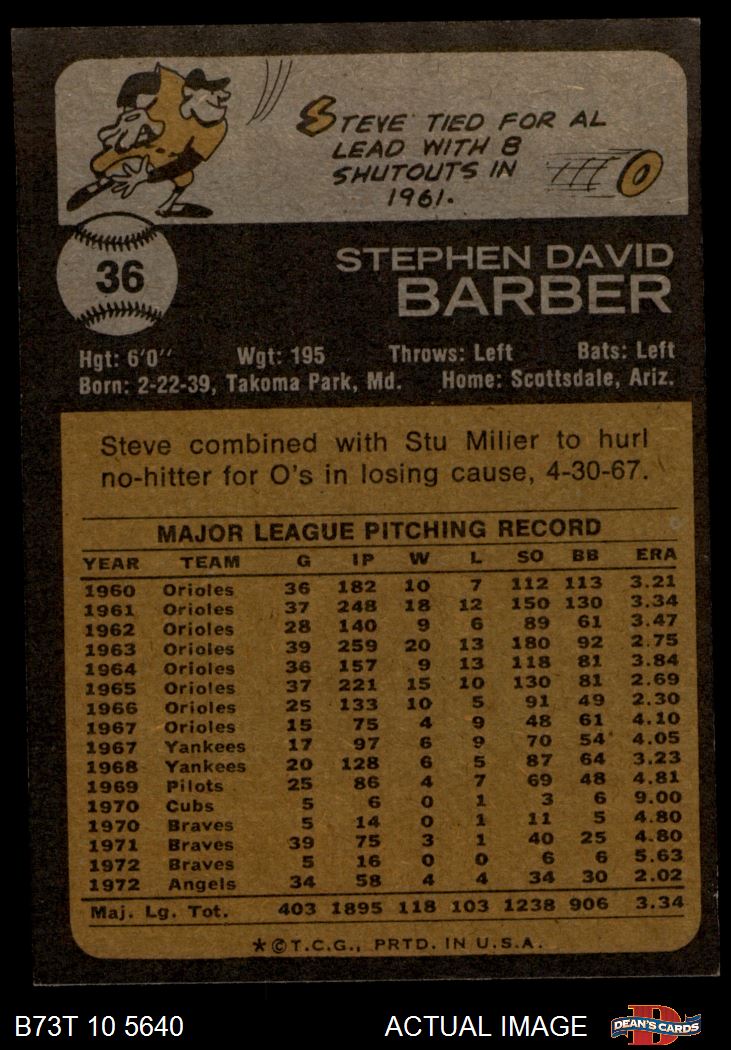 STEVE TIED FOR AL
LEAD WITH 8
SHUTOUTS IN
1961.
36
STEPHEN DAVID
BARBER
Hgt: 6'0" Wgt: 195 Throws: Left Bats: Left
Born: 2-22-39, Takoma Park, Md. Home: Scottsdale, Ariz.
Steve combined with Stu Miller to hurl
no-hitter for O's in losing cause, 4-30-67.
MAJOR LEAGUE PITCHING RECORD
YEAR TEAM G IP W L SO BB ERA
1960 Orioles 36 182 10 7 112 113 3.21
1961 Orioles 37 248 18 12 150 130 3.34
1962 Orioles 28 140 9 6 89 61 3.47
1963 Orioles 39 259 20 13 180 92 2.75
1964 Orioles 36 157 9 13 118 81 3.84
1965 Orioles 37 221 15 10 130 81 2.69
1966 Orioles 25 133 10 5 91 49 2.30
1967 Orioles 15 75 4 9 48 61 4.10
1967 Yankees 17 97 6 9 70 54 4.05
1968 Yankees 20 128 6 5 87 64 3.23
1969 Pilots 25 86 4 7 69 48 4.81
1970 Cubs 5 6 0 1 3 6 9.00
1970 Braves 5 14 0 1 11 5 4.80
1971 Braves 39 75 3 1 40 25 4.80
1972 Braves 5 16 0 0 6 6 5.63
1972 Angels 34 58 4 4 34 30 2.02
Maj. Lg. Tot. 403 1895 118 103 1238 906 3.34
*©T.C.G., PRTD. IN U.S.A.
B73T 10 5640 ACTUAL IMAGE DEAN'S CARDS